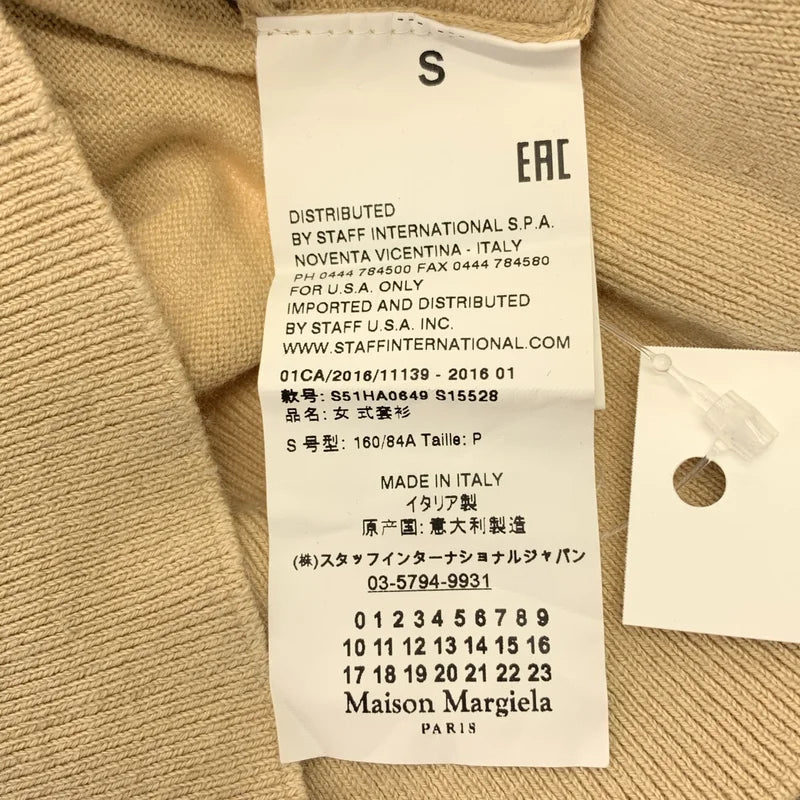 S
EAC
DISTRIBUTED
BY STAFF INTERNATIONAL S.P.A.
NOVENTA VICENTINA - ITALY
PH 0444 784500 FAX 0444 784580
FOR U.S.A. ONLY
IMPORTED AND DISTRIBUTED
BY STAFF U.S.A. INC.
WWW.STAFFINTERNATIONAL.COM
01CA/2016/11139 - 2016 01
款号: S51HA0649 S15528
品名: 女 式套衫
S 号型: 160/84A Taille: P
MADE IN ITALY
イタリア製
原产国: 意大利製造
(株)スタッフインターナショナルジャパン
03-5794-9931
0 1 2 3 4 5 6 7 8 9
10 11 12 13 14 15 16
17 18 19 20 21 22 23
Maison Margiela
PARIS